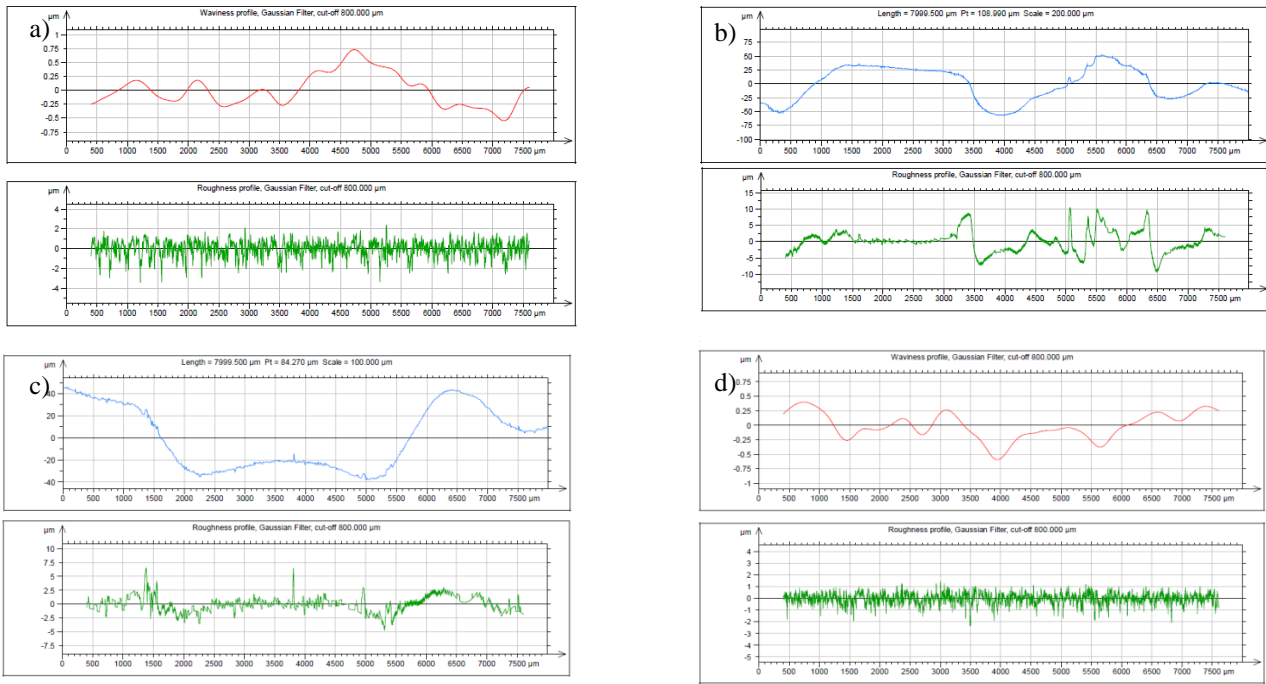 a)
Waviness profile, Gaussian Filter, cut-off 800.000 µm
µm
1
0.75
0.5
0.25
0
-0.25
-0.5
-0.75
0 500 1000 1500 2000 2500 3000 3500 4000 4500 5000 5500 6000 6500 7000 7500 µm
Roughness profile, Gaussian Filter, cut-off 800.000 µm
µm
4
2
0
-2
-4
0 500 1000 1500 2000 2500 3000 3500 4000 4500 5000 5500 6000 6500 7000 7500 µm
b)
Length = 7999.500 µm Pt = 108.990 µm Scale = 200.000 µm
µm
75
50
25
0
-25
-50
-75
-100
0 500 1000 1500 2000 2500 3000 3500 4000 4500 5000 5500 6000 6500 7000 7500 µm
Roughness profile, Gaussian Filter, cut-off 800.000 µm
µm
15
10
5
0
-5
-10
0 500 1000 1500 2000 2500 3000 3500 4000 4500 5000 5500 6000 6500 7000 7500 µm
c)
Length = 7999.500 µm Pt = 84.270 µm Scale = 100.000 µm
µm
40
20
0
-20
-40
0 500 1000 1500 2000 2500 3000 3500 4000 4500 5000 5500 6000 6500 7000 7500 µm
Roughness profile, Gaussian Filter, cut-off 800.000 µm
µm
10
7.5
5
2.5
0
-2.5
-5
-7.5
0 500 1000 1500 2000 2500 3000 3500 4000 4500 5000 5500 6000 6500 7000 7500 µm
d)
Waviness profile, Gaussian Filter, cut-off 800.000 µm
µm
0.75
0.5
0.25
0
-0.25
-0.5
-0.75
-1
0 500 1000 1500 2000 2500 3000 3500 4000 4500 5000 5500 6000 6500 7000 7500 µm
Roughness profile, Gaussian Filter, cut-off 800.000 µm
µm
4
3
2
1
0
-1
-2
-3
-4
-5
0 500 1000 1500 2000 2500 3000 3500 4000 4500 5000 5500 6000 6500 7000 7500 µm